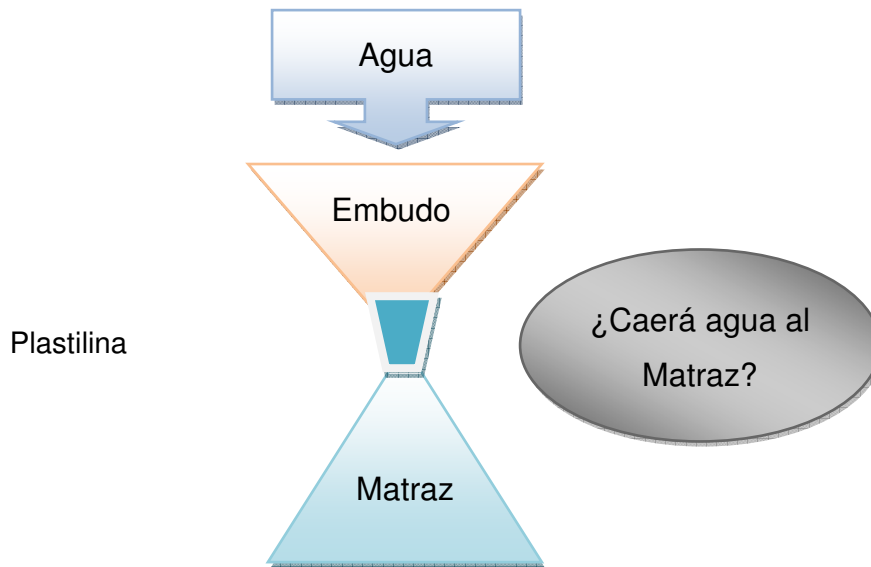 Agua
Embudo
Plastilina
¿Caerá agua al
Matraz?
Matraz